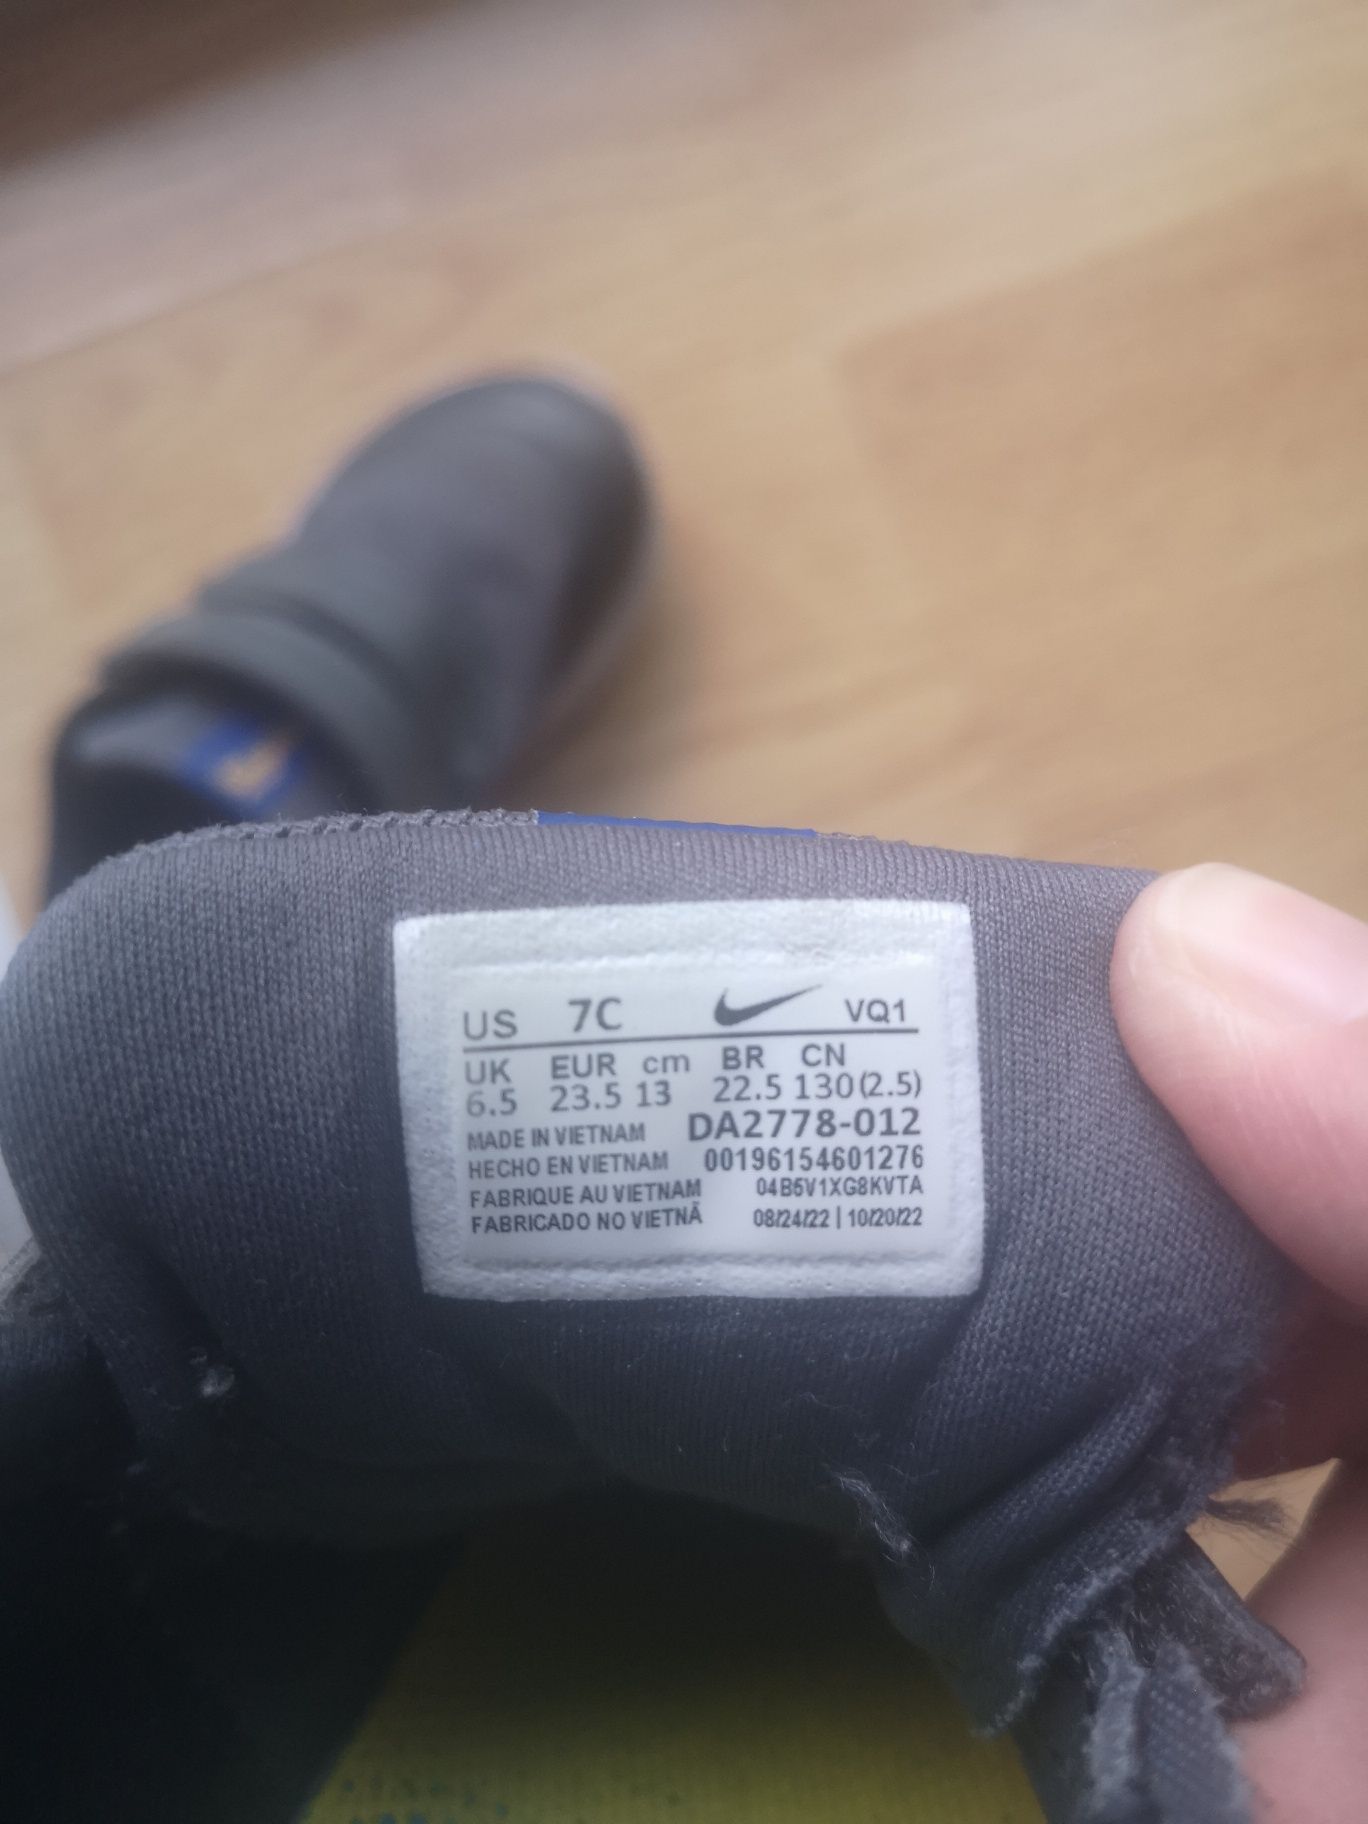 US 7C VQ1
UK EUR cm BR CN
6.5 23.5 13 22.5 130(2.5)
MADE IN VIETNAM DA2778-012
HECHO EN VIETNAM 00196154601276
FABRIQUE AU VIETNAM 04B5V1XG8KVTA
FABRICADO NO VIETNÃ 08/24/22 | 10/20/22